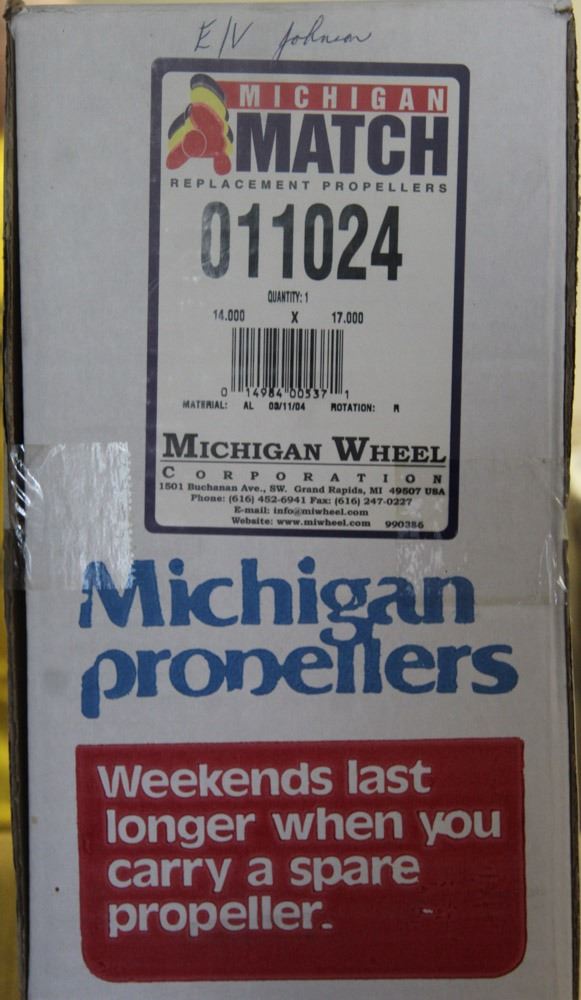 E/V Johnson
MICHIGAN
MATCH
REPLACEMENT PROPELLERS
011024
QUANTITY: 1
14.000 X 17.000
0 14984 00537 1
MATERIAL: AL 08/11/04 ROTATION: R
MICHIGAN WHEEL
CORPORATION
1501 Buchanan Ave., SW. Grand Rapids, MI 49507 USA
Phone: (616) 452-6941 Fax: (616) 247-0227
E-mail: info@miwheel.com
Website: www.miwheel.com 990386
Michigan
propellers
Weekends last
longer when you
carry a spare
propeller.